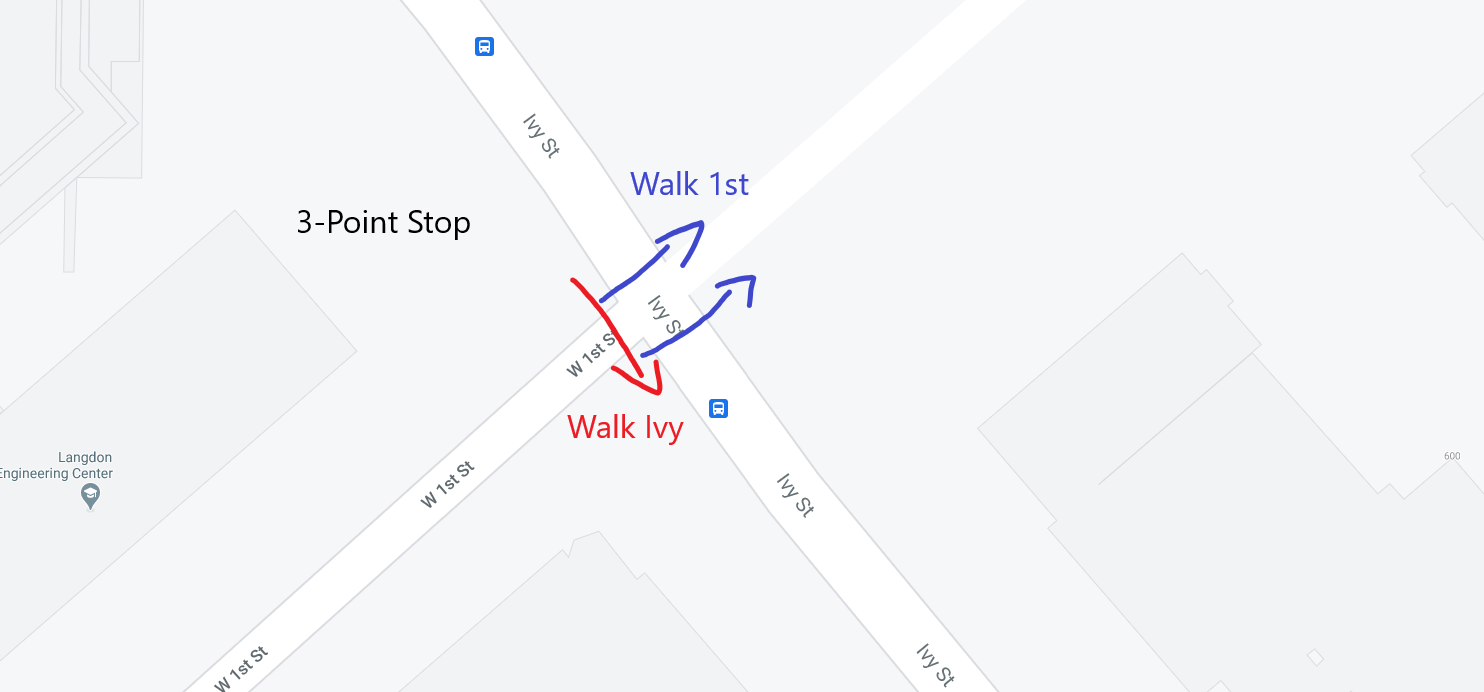 Ivy St
Walk 1st
3-Point Stop
Ivy St
W 1st S
Walk Ivy
Langdon
Engineering Center
600
W 1st St
Ivy St
Ivy St
W 1st St